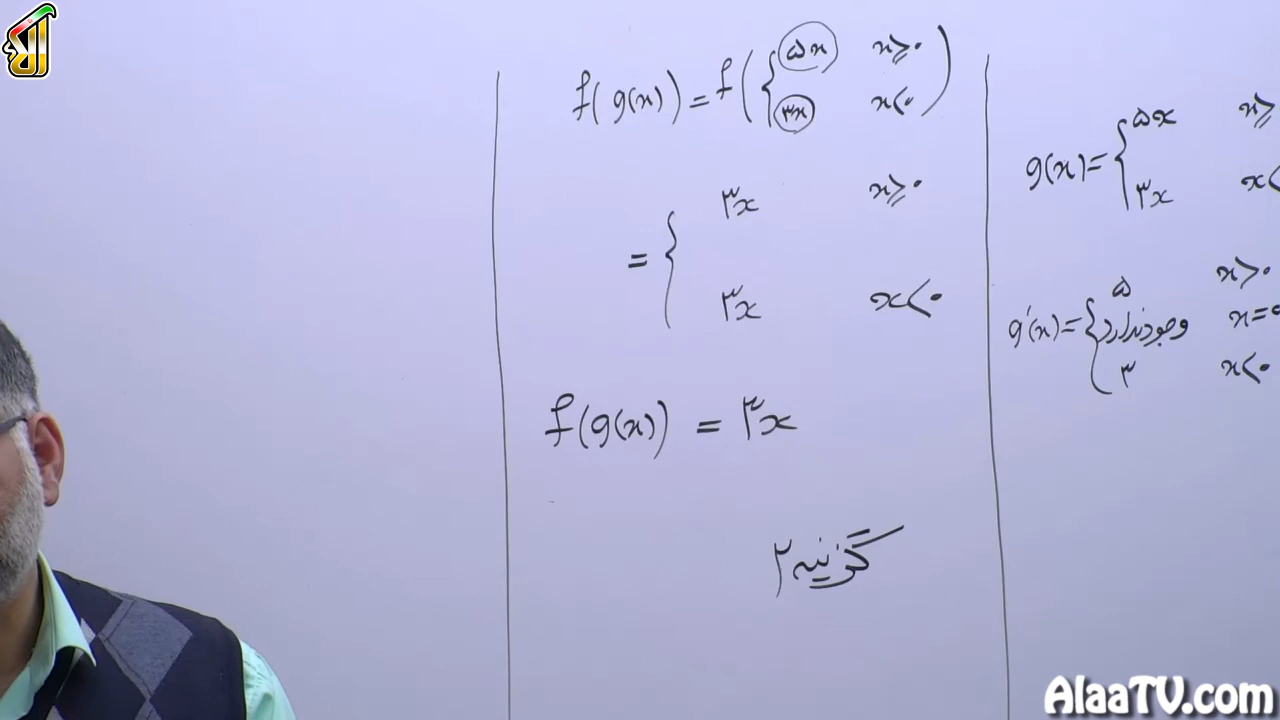 f(g(x)) = f({ ۵x x≥۰
۳x x<۰ )
= { ۳x x≥۰
۳x x<۰
f(g(x)) = ۳x
گزینه ۲
g(x)= { ۵x x≥
۳x x<
g'(x)= { ۵ x>۰
وجود ندارد x=۰
۳ x<۰
AlaaTV.com